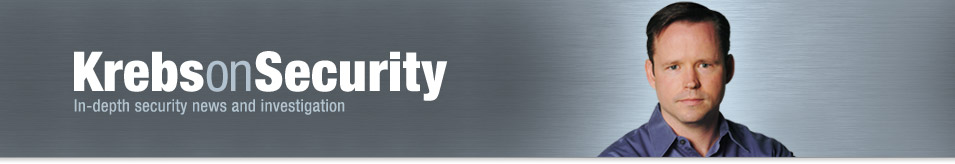 KrebsonSecurity
In-depth security news and investigation